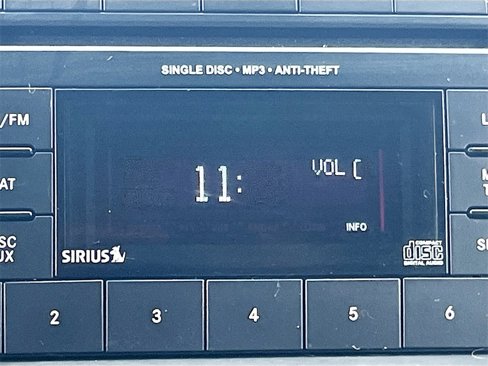 SINGLE DISC • MP3 • ANTI-THEFT
/FM
VOL
11:
AT
INFO
SC
UX
SIRIUS
COMPACT
disc
DIGITAL AUDIO
2
3
4
5
6